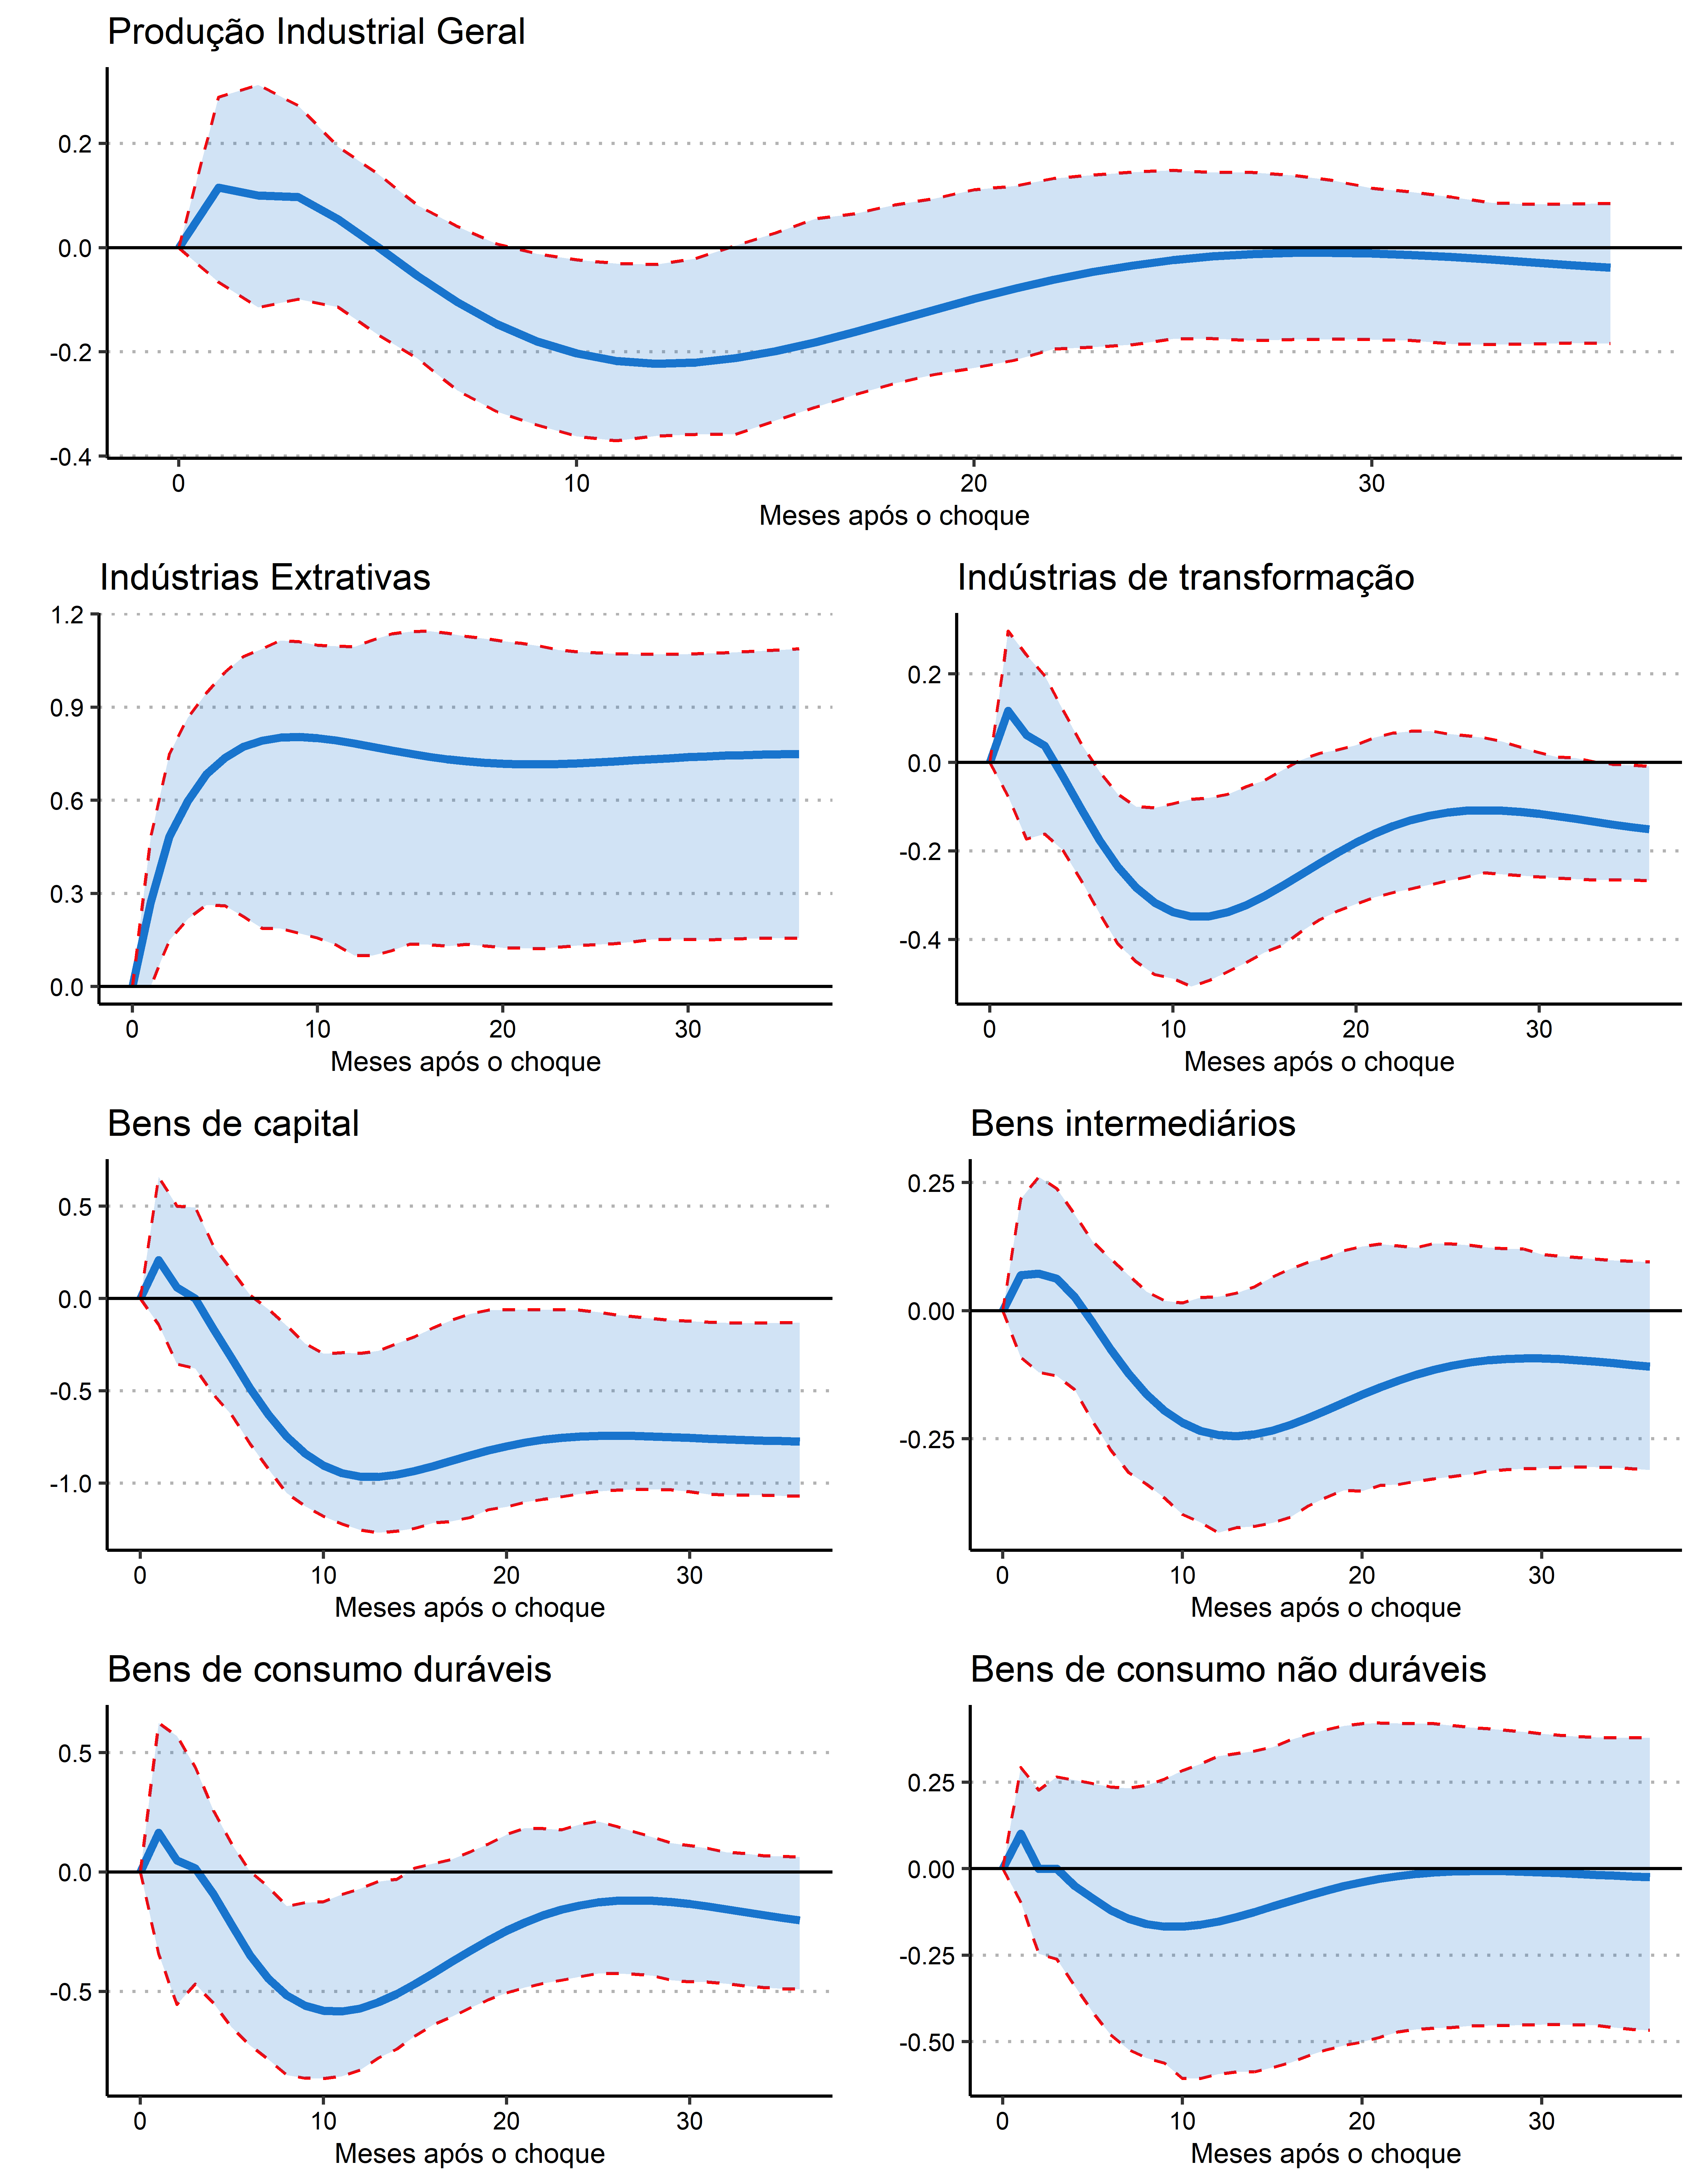 Produção Industrial Geral
0.2
0.0
-0.2
-0.4
0 10 20 30
Meses após o choque
Indústrias Extrativas
1.2
0.9
0.6
0.3
0.0
0 10 20 30
Meses após o choque
Indústrias de transformação
0.2
0.0
-0.2
-0.4
0 10 20 30
Meses após o choque
Bens de capital
0.5
0.0
-0.5
-1.0
0 10 20 30
Meses após o choque
Bens intermediários
0.25
0.00
-0.25
0 10 20 30
Meses após o choque
Bens de consumo duráveis
0.5
0.0
-0.5
0 10 20 30
Meses após o choque
Bens de consumo não duráveis
0.25
0.00
-0.25
-0.50
0 10 20 30
Meses após o choque